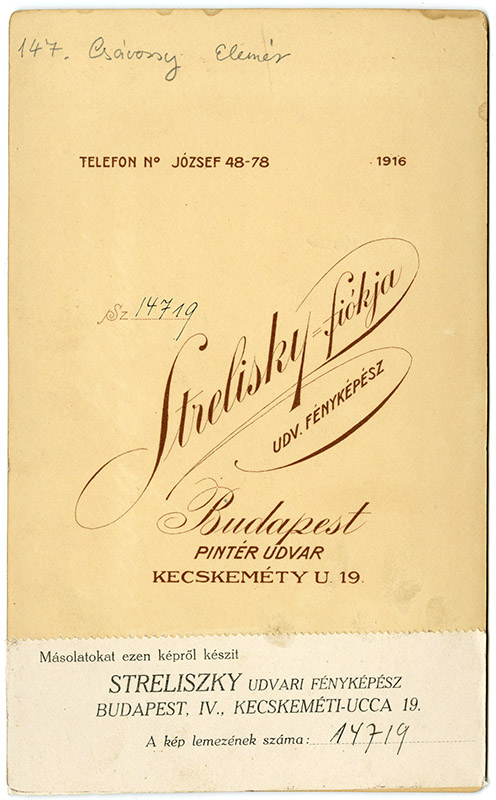 147. Csávossy Elemér
TELEFON Nº JÓZSEF 48-78 1916
Sz 14719
Strelisky=fiókja
UDV. FÉNYKÉPÉSZ
Budapest
PINTÉR UDVAR
KECSKEMÉTY U. 19.
Másolatokat ezen képről készit
STRELISZKY UDVARI FÉNYKÉPÉSZ
BUDAPEST, IV., KECSKEMÉTI-UCCA 19.
A kép lemezének száma: 14719